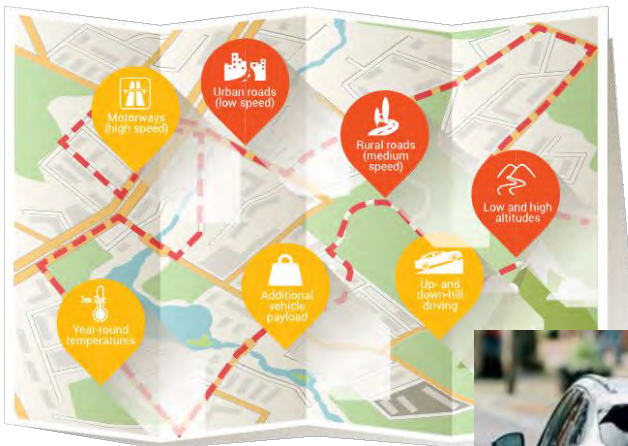 Motorways
(high speed)
Urban roads
(low speed)
Rural roads
(medium
speed)
Low and high
altitudes
Year-round
temperatures
Additional
vehicle
payload
Up- and
down-hill
driving